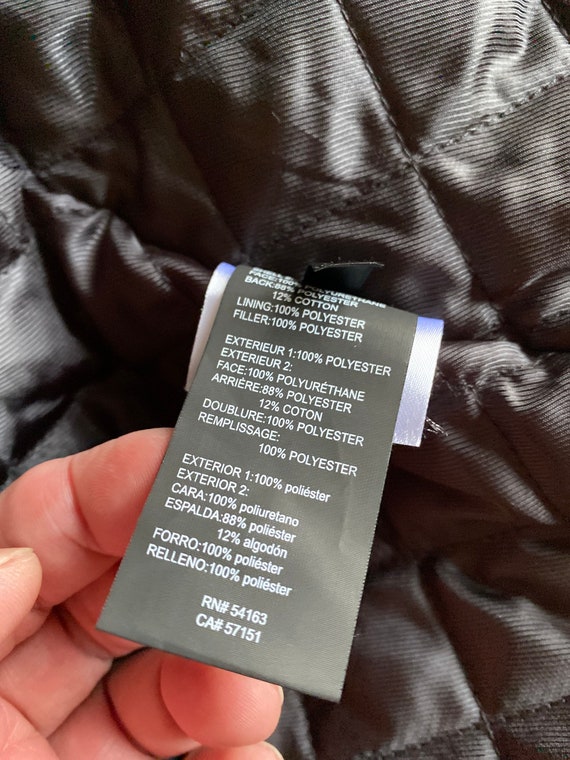 FACE:100% POLYURETHANE
BACK:88% POLYESTER
12% COTTON
LINING:100% POLYESTER
FILLER:100% POLYESTER
EXTERIEUR 1:100% POLYESTER
EXTERIEUR 2:
FACE:100% POLYURÉTHANE
ARRIÈRE:88% POLYESTER
12% COTON
DOUBLURE:100% POLYESTER
REMPLISSAGE:
100% POLYESTER
EXTERIOR 1:100% poliéster
EXTERIOR 2:
CARA:100% poliuretano
ESPALDA:88% poliéster
12% algodón
FORRO:100% poliéster
RELLENO:100% poliéster
RN# 54163
CA# 57151